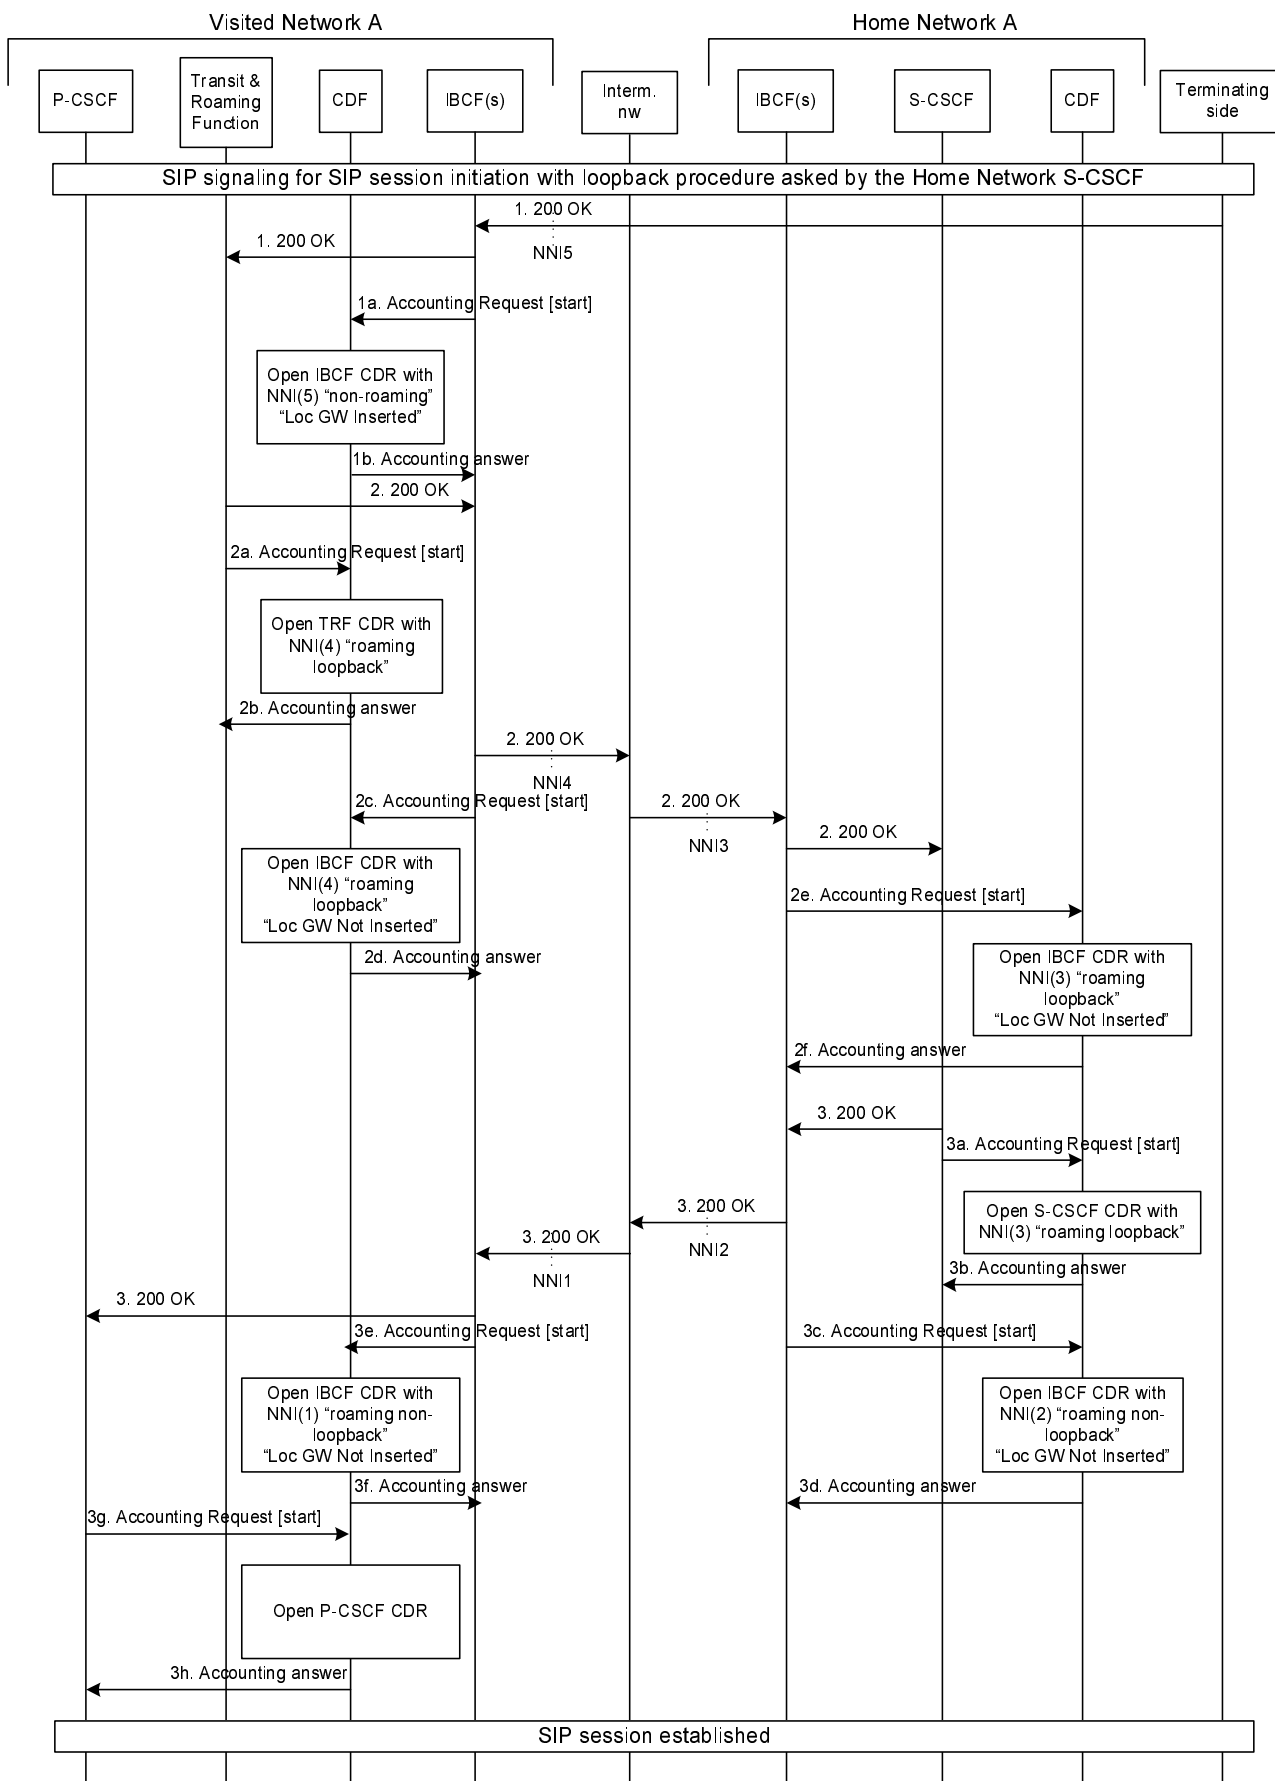 Visited Network A
Home Network A
P-CSCF
Transit &
Roaming
Function
CDF
IBCF(s)
Interm.
nw
IBCF(s)
S-CSCF
CDF
Terminating
side
SIP signaling for SIP session initiation with loopback procedure asked by the Home Network S-CSCF
1. 200 OK
NNI5
1. 200 OK
1a. Accounting Request [start]
Open IBCF CDR with
NNI(5) “non-roaming”
“Loc GW Inserted”
1b. Accounting answer
2. 200 OK
2a. Accounting Request [start]
Open TRF CDR with
NNI(4) “roaming
loopback”
2b. Accounting answer
2. 200 OK
NNI4
2c. Accounting Request [start]
2. 200 OK
NNI3
2. 200 OK
Open IBCF CDR with
NNI(4) “roaming
loopback”
“Loc GW Not Inserted”
2e. Accounting Request [start]
2d. Accounting answer
Open IBCF CDR with
NNI(3) “roaming
loopback”
“Loc GW Not Inserted”
2f. Accounting answer
3. 200 OK
3a. Accounting Request [start]
Open S-CSCF CDR with
NNI(3) “roaming loopback”
3. 200 OK
NNI2
3. 200 OK
NNI1
3b. Accounting answer
3. 200 OK
3e. Accounting Request [start]
3c. Accounting Request [start]
Open IBCF CDR with
NNI(1) “roaming non-
loopback”
“Loc GW Not Inserted”
Open IBCF CDR with
NNI(2) “roaming non-
loopback”
“Loc GW Not Inserted”
3f. Accounting answer
3d. Accounting answer
3g. Accounting Request [start]
Open P-CSCF CDR
3h. Accounting answer
SIP session established